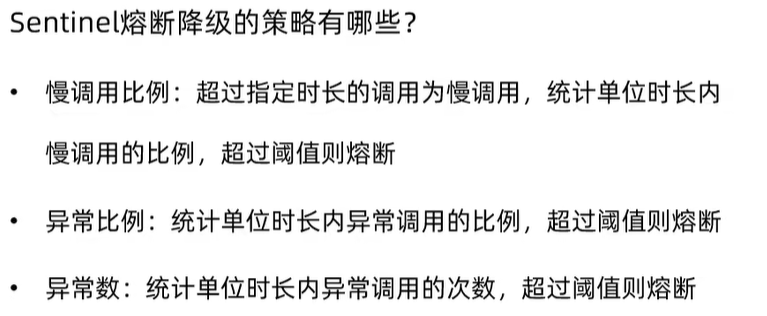 Sentinel熔断降级的策略有哪些？
• 慢调用比例：超过指定时长的调用为慢调用，统计单位时长内
慢调用的比例，超过阈值则熔断
• 异常比例：统计单位时长内异常调用的比例，超过阈值则熔断
• 异常数：统计单位时长内异常调用的次数，超过阈值则熔断